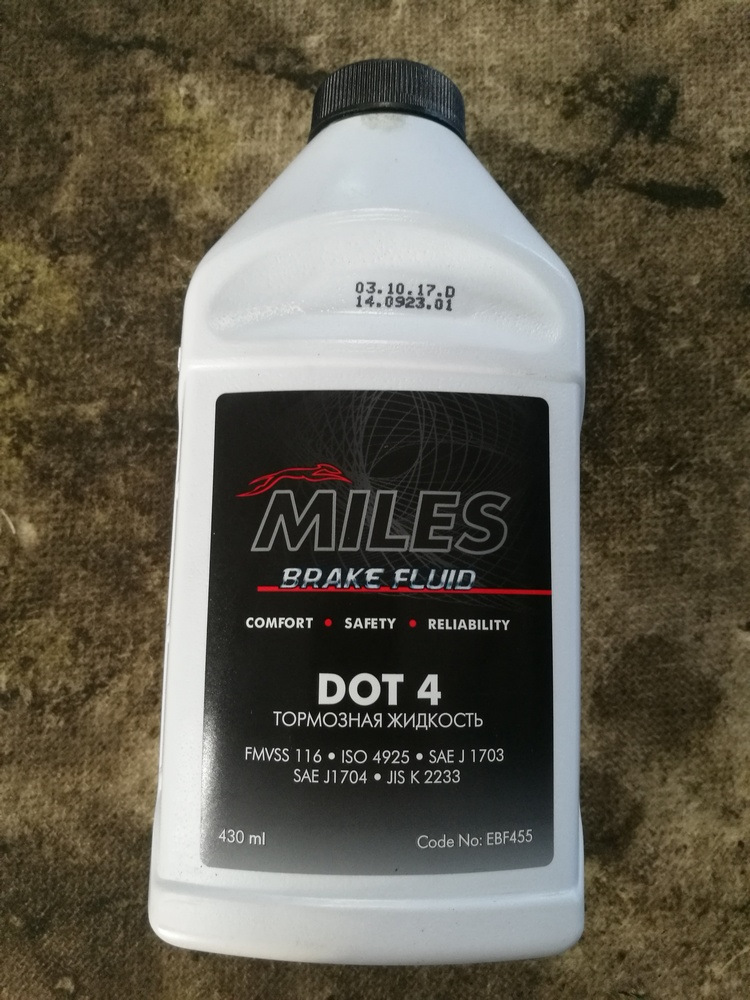 03.10.17.D
14.0923.01
MILES
BRAKE FLUID
COMFORT • SAFETY • RELIABILITY
DOT 4
ТОРМОЗНАЯ ЖИДКОСТЬ
FMVSS 116 • ISO 4925 • SAE J 1703
SAE J1704 • JIS K 2233
430 ml
Code No: EBF455